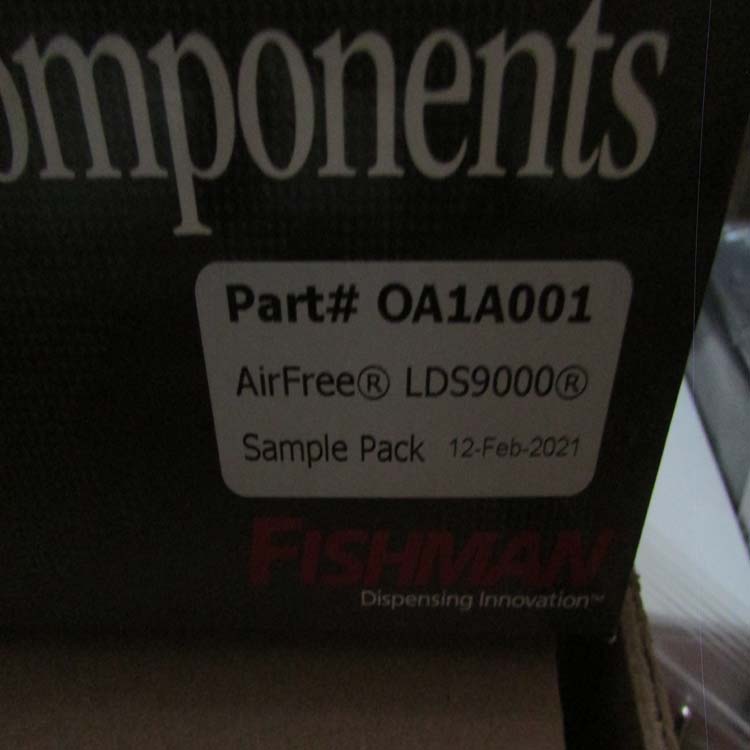 omponents
Part# OA1A001
AirFree® LDS9000®
Sample Pack 12-Feb-2021
FISHMAN
Dispensing Innovation™